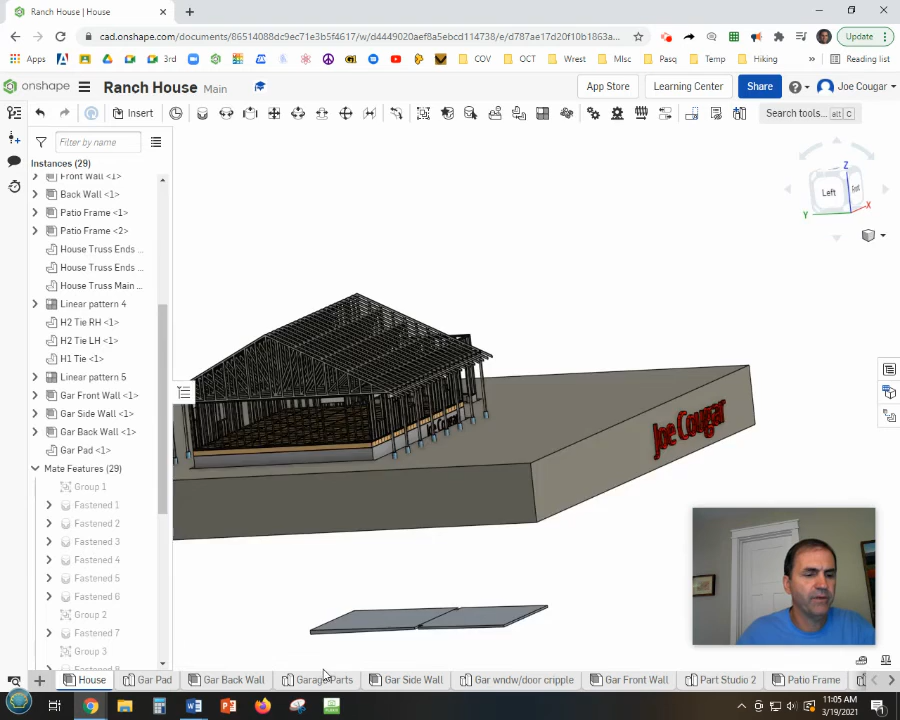 Ranch House | House
cad.onshape.com/documents/86514088dc9ec71e3b5f4617/w/d4449020aef8a5ebcd114738/e/d787ae17d20f10b1863a...
Update
Apps
3rd
COV
OCT
Wrest
MIsc
Pasq
Temp
Hiking
Reading List
onshape
Ranch House Main
App Store
Learning Center
Share
Joe Cougar
Insert
Search tools... alt C
Filter by name
Instances (29)
Front Wall <1>
Back Wall <1>
Patio Frame <1>
Patio Frame <2>
House Truss Ends ...
House Truss Ends ...
House Truss Main ...
Linear pattern 4
H2 Tie RH <1>
H2 Tie LH <1>
H1 Tie <1>
Linear pattern 5
Gar Front Wall <1>
Gar Side Wall <1>
Gar Back Wall <1>
Gar Pad <1>
Mate Features (29)
Group 1
Fastened 1
Fastened 2
Fastened 3
Fastened 4
Fastened 5
Fastened 6
Group 2
Fastened 7
Group 3
Fastened 8
Z
Left
Y
X
Joe Cougar
House
Gar Pad
Gar Back Wall
Garage Parts
Gar Side Wall
Gar wndw/door cripple
Gar Front Wall
Part Studio 2
Patio Frame
11:05 AM
3/19/2021